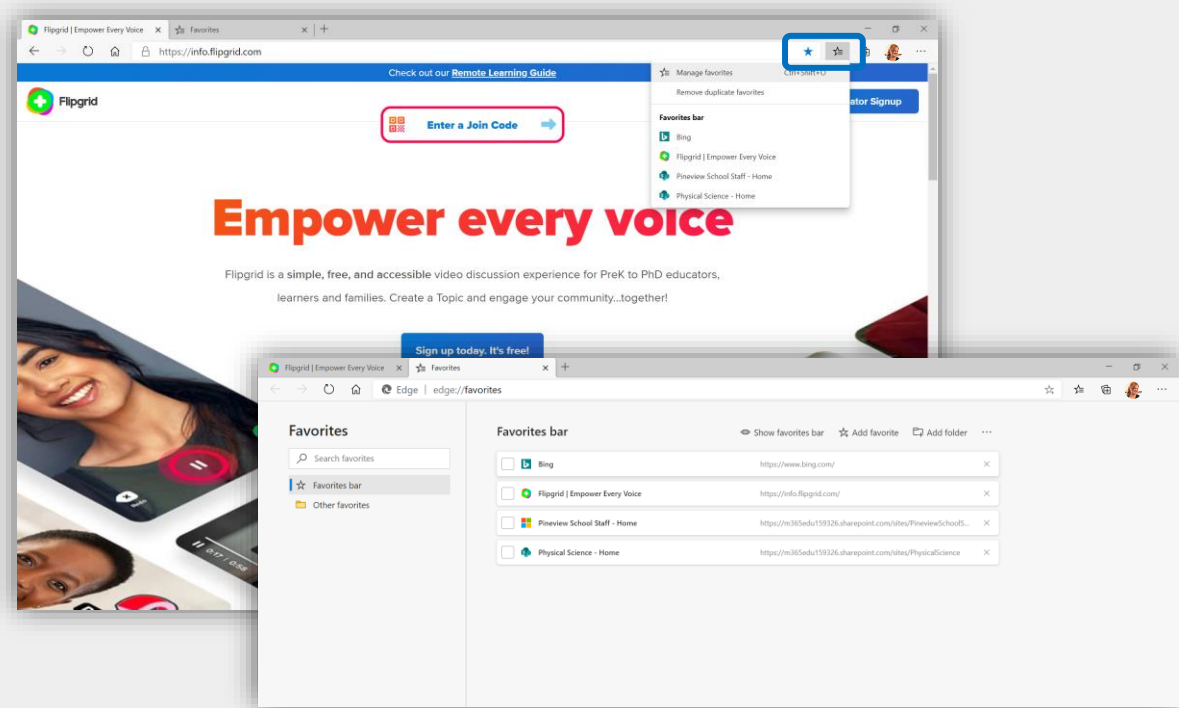 Flipgrid | Empower Every Voice
Favorites
https://info.flipgrid.com
Check out our Remote Learning Guide
Manage favorites Ctrl+Shift+O
Remove duplicate favorites
Flipgrid
Enter a Join Code
ator Signup
Favorites bar
Bing
Flipgrid | Empower Every Voice
Pineview School Staff - Home
Physical Science - Home
Empower every voice
Flipgrid is a simple, free, and accessible video discussion experience for PreK to PhD educators,
learners and families. Create a Topic and engage your community...together!
Sign up today. It's free!
0:17 / 0:58
Flipgrid | Empower Every Voice
Favorites
Edge | edge://favorites
Favorites
Search favorites
Favorites bar
Other favorites
Favorites bar
Show favorites bar Add favorite Add folder
Bing https://www.bing.com/
Flipgrid | Empower Every Voice https://info.flipgrid.com/
Pineview School Staff - Home https://m365edu159326.sharepoint.com/sites/PineviewSchoolS...
Physical Science - Home https://m365edu159326.sharepoint.com/sites/PhysicalScience